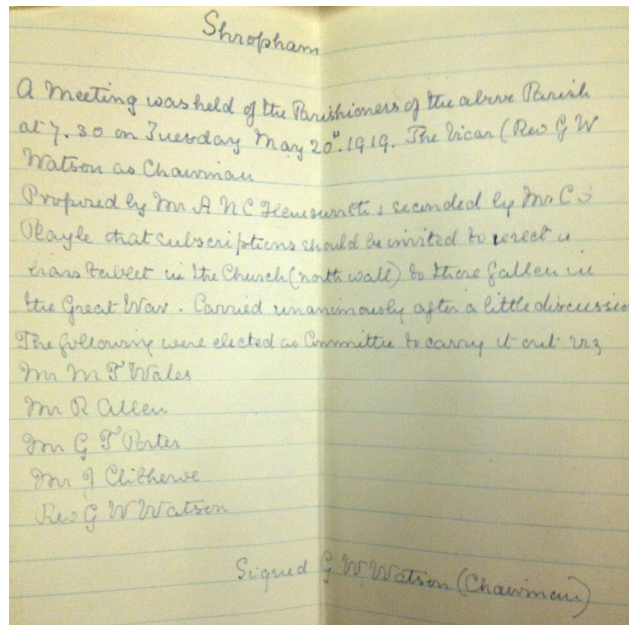 Shropham
A Meeting was held of the Parishioners of the above Parish
at 7.30 on Tuesday May 20th. 1919. The Vicar (Rev G W
Watson as Chairman
Proposed by Mr A N C & seconded by Mr C
Playle that subscriptions should be invited to erect a
brass tablet in the Church (north wall) to those fallen in
the Great War. Carried unanimously after a little discussio
The following were elected as Committee to carry it out viz
Mr M F Wales
Mr R Allen
Mr G F Porter
Mr J Clitherve
Rev G W Watson
Signed G W Watson (Chairman)